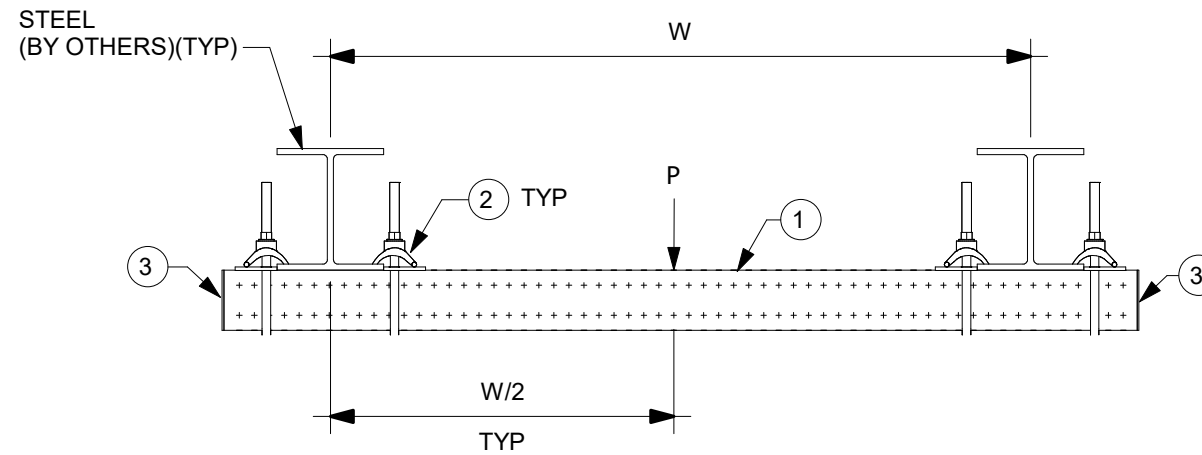 STEEL
(BY OTHERS)(TYP)
W
P
2 TYP
1
3
3
W/2
TYP